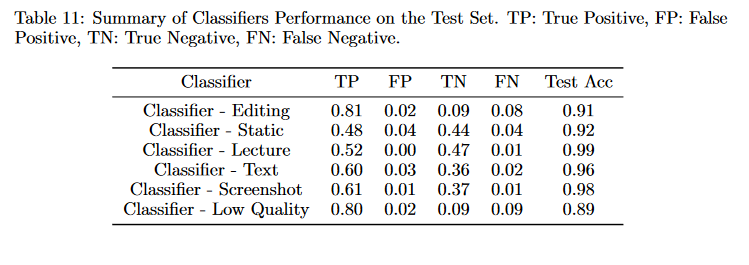 Table 11: Summary of Classifiers Performance on the Test Set. TP: True Positive, FP: False
Positive, TN: True Negative, FN: False Negative.
Classifier TP FP TN FN Test Acc
Classifier - Editing 0.81 0.02 0.09 0.08 0.91
Classifier - Static 0.48 0.04 0.44 0.04 0.92
Classifier - Lecture 0.52 0.00 0.47 0.01 0.99
Classifier - Text 0.60 0.03 0.36 0.02 0.96
Classifier - Screenshot 0.61 0.01 0.37 0.01 0.98
Classifier - Low Quality 0.80 0.02 0.09 0.09 0.89